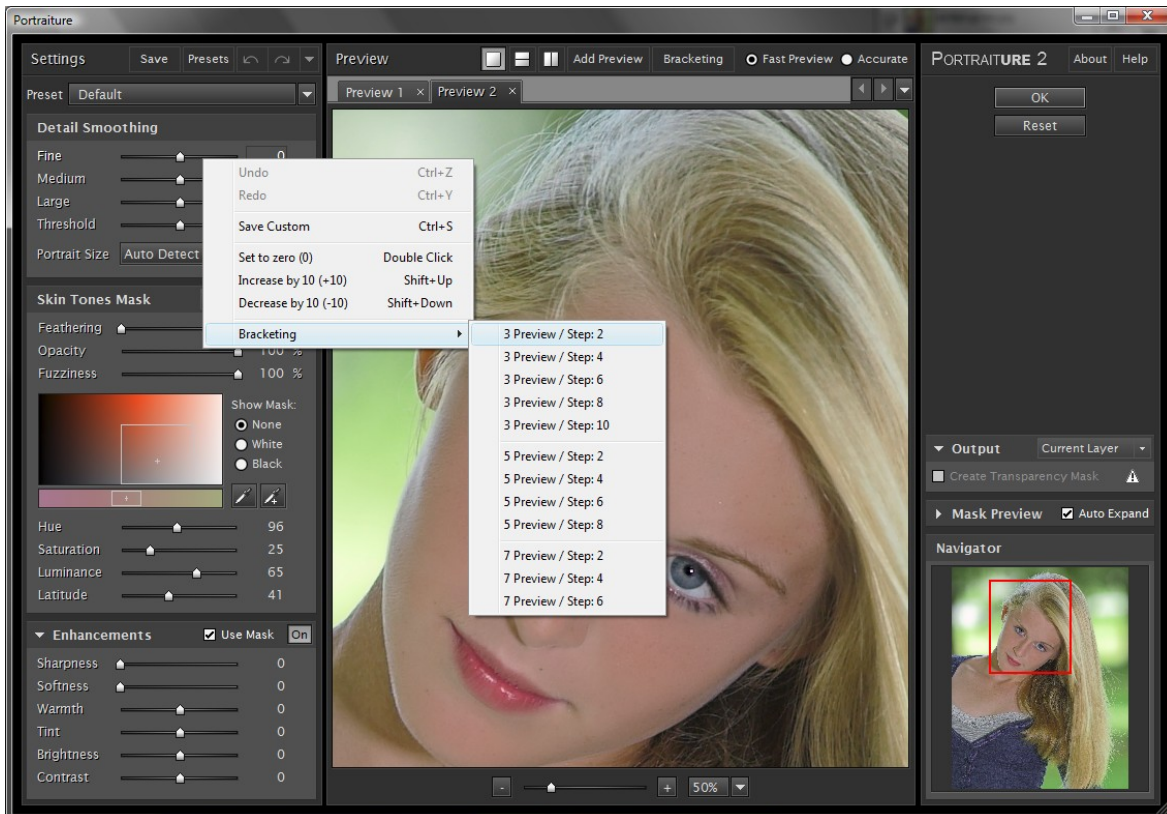 Portraiture
Settings Save Presets
Preset Default
Detail Smoothing
Fine 0
Medium
Large
Threshold
Portrait Size Auto Detect
Skin Tones Mask
Feathering
Opacity 100 %
Fuzziness 100 %
Show Mask:
None
White
Black
Hue 96
Saturation 25
Luminance 65
Latitude 41
Enhancements Use Mask On
Sharpness 0
Softness 0
Warmth 0
Tint 0
Brightness 0
Contrast 0
Undo Ctrl+Z
Redo Ctrl+Y
Save Custom Ctrl+S
Set to zero (0) Double Click
Increase by 10 (+10) Shift+Up
Decrease by 10 (-10) Shift+Down
Bracketing
3 Preview / Step: 2
3 Preview / Step: 4
3 Preview / Step: 6
3 Preview / Step: 8
3 Preview / Step: 10
5 Preview / Step: 2
5 Preview / Step: 4
5 Preview / Step: 6
5 Preview / Step: 8
7 Preview / Step: 2
7 Preview / Step: 4
7 Preview / Step: 6
Preview Add Preview Bracketing Fast Preview Accurate
Preview 1 × Preview 2 ×
- + 50%
PORTRAITURE 2 About Help
OK
Reset
Output Current Layer
Create Transparency Mask
Mask Preview Auto Expand
Navigator